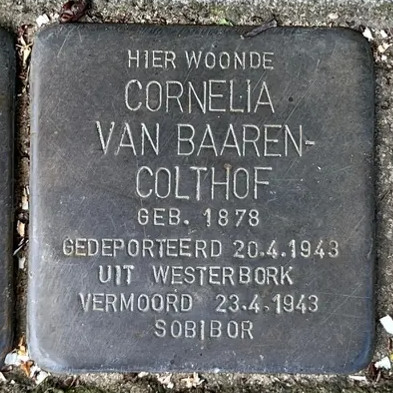 HIER WOONDE
CORNELIA
VAN BAAREN-
COLTHOF
GEB. 1878
GEDEPORTEERD 20.4.1943
UIT WESTERBORK
VERMOORD 23.4.1943
SOBIBOR